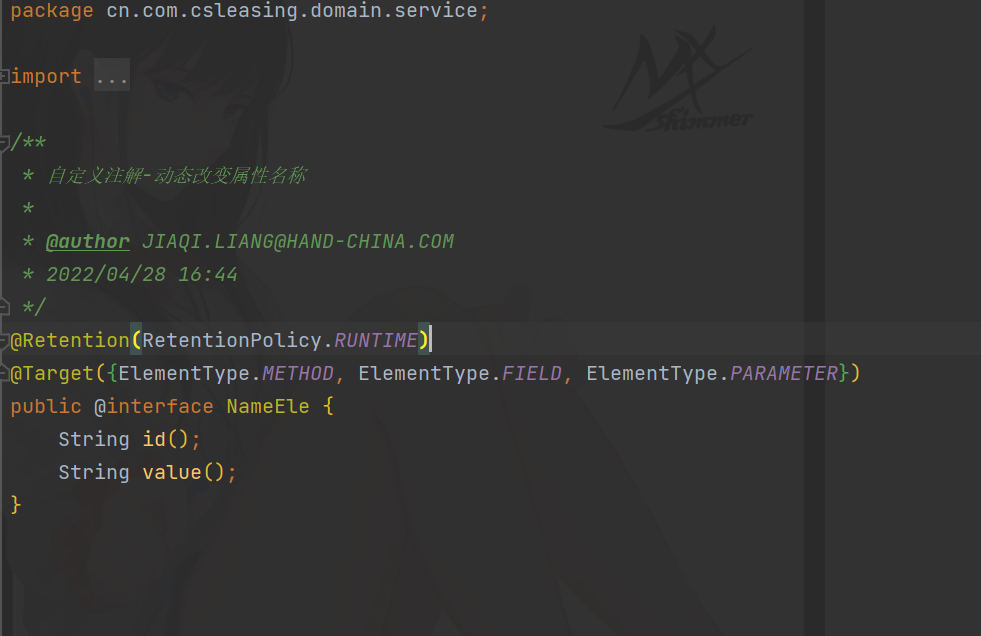 package cn.com.csleasing.domain.service;
import ...
/**
* 自定义注解-动态改变属性名称
*
* @author JIAQI.LIANG@HAND-CHINA.COM
* 2022/04/28 16:44
*/
@Retention(RetentionPolicy.RUNTIME)
@Target({ElementType.METHOD, ElementType.FIELD, ElementType.PARAMETER})
public @interface NameEle {
String id();
String value();
}
MX
Shimmer